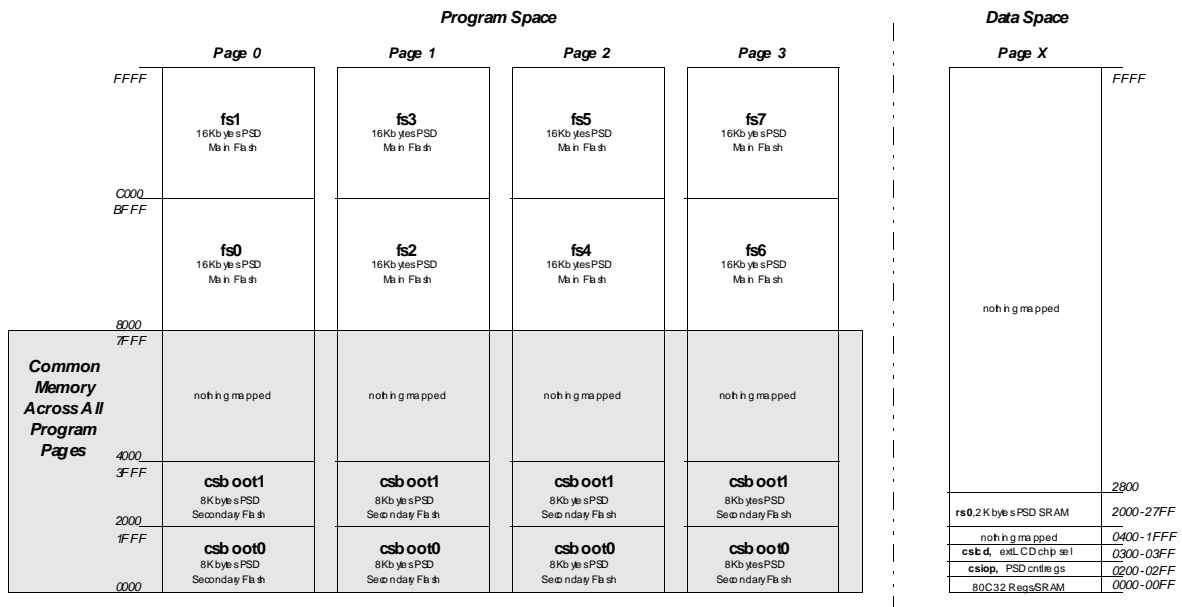 Program Space
Data Space
Page 0
Page 1
Page 2
Page 3
Page X
FFFF
FFFF
fs1
16Kbytes PSD
Main Flash
fs3
16Kbytes PSD
Main Flash
fs5
16Kbytes PSD
Main Flash
fs7
16Kbytes PSD
Main Flash
C000
BFFF
fs0
16Kbytes PSD
Main Flash
fs2
16Kbytes PSD
Main Flash
fs4
16Kbytes PSD
Main Flash
fs6
16Kbytes PSD
Main Flash
nothing mapped
8000
7FFF
Common
Memory
Across All
Program
Pages
nothing mapped
nothing mapped
nothing mapped
nothing mapped
4000
3FFF
csboot1
8Kbytes PSD
Secondary Flash
csboot1
8Kbytes PSD
Secondary Flash
csboot1
8Kbytes PSD
Secondary Flash
csboot1
8Kbytes PSD
Secondary Flash
2000
1FFF
csboot0
8Kbytes PSD
Secondary Flash
csboot0
8Kbytes PSD
Secondary Flash
csboot0
8Kbytes PSD
Secondary Flash
csboot0
8Kbytes PSD
Secondary Flash
0000
2800
rs0, 2Kbytes PSD SRAM
2000-27FF
nothing mapped
0400-1FFF
cslcd, ext LCD chip sel
0300-03FF
csiop, PSD cntl regs
0200-02FF
80C32 Regs/SRAM
0000-00FF